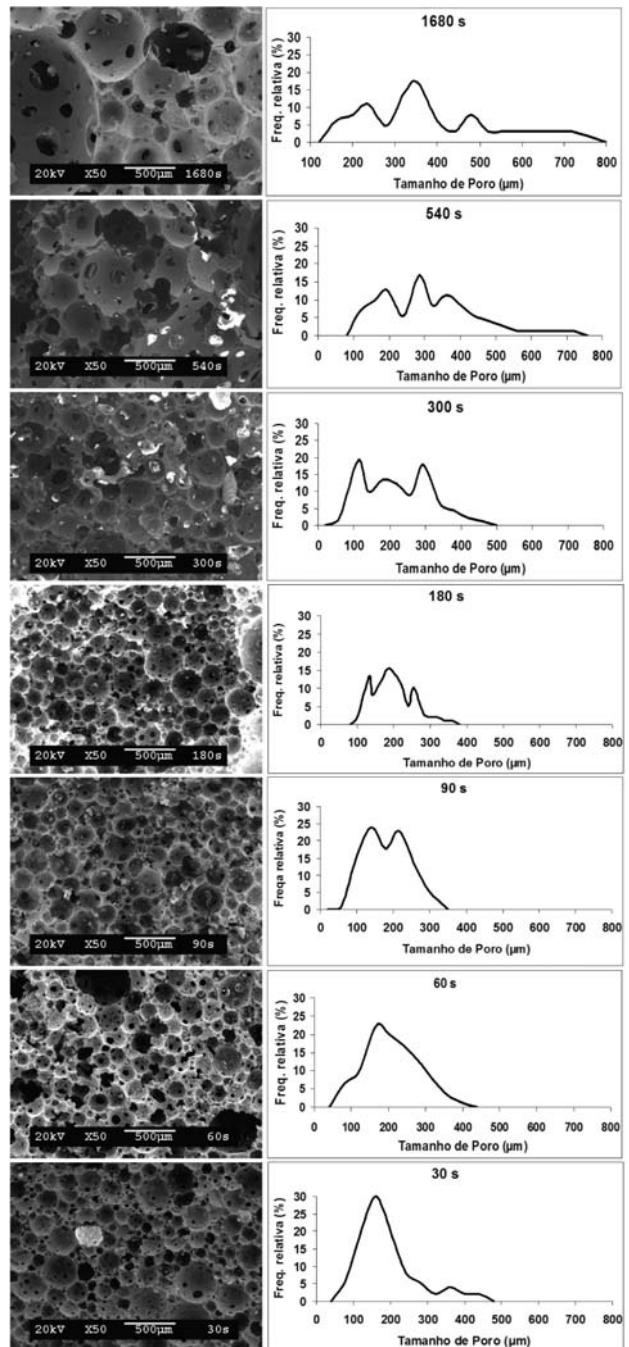 1680 s
Freq. relativa (%)
30
25
20
15
10
5
0
100 200 300 400 500 600 700 800
Tamanho de Poro (µm)
20kV X50 500µm 1680s
540 s
Freq. relativa (%)
30
25
20
15
10
5
0
0 100 200 300 400 500 600 700 800
Tamanho de Poro (µm)
20kV X50 500µm 540s
300 s
Freq. relativa (%)
30
25
20
15
10
5
0
0 100 200 300 400 500 600 700 800
Tamanho de Poro (µm)
20kV X50 500µm 300s
180 s
Freq. relativa (%)
30
25
20
15
10
5
0
0 100 200 300 400 500 600 700 800
Tamanho de Poro (µm)
20kV X50 500µm 180s
90 s
Freqa relativa (%)
30
25
20
15
10
5
0
0 100 200 300 400 500 600 700 800
Tamanho de Poro (µm)
20kV X50 500µm 90s
60 s
Freq. relativa (%)
30
25
20
15
10
5
0
0 100 200 300 400 500 600 700 800
Tamanho de Poro (µm)
20kV X50 500µm 60s
30 s
Freq. relativa (%)
30
25
20
15
10
5
0
0 100 200 300 400 500 600 700 800
Tamanho de Poro (µm)
20kV X50 500µm 30s